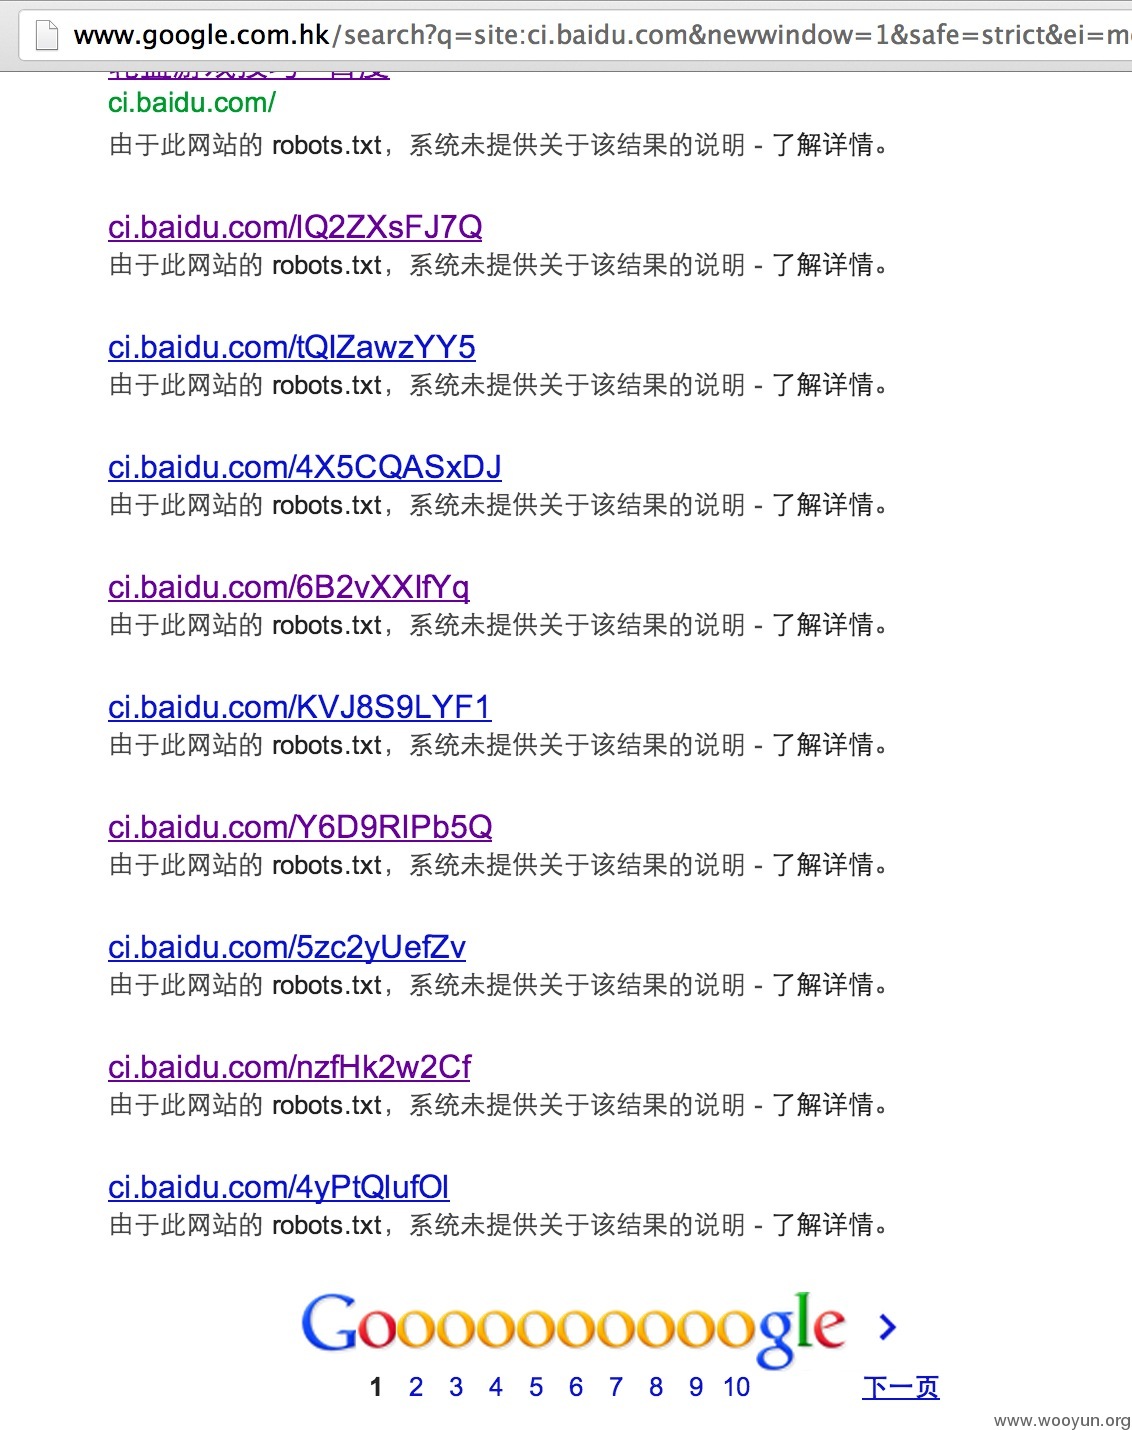 www.google.com.hk/search?q=site:ci.baidu.com&newwindow=1&safe=strict&ei=m
ci.baidu.com/
由于此网站的 robots.txt，系统未提供关于该结果的说明 - 了解详情。
ci.baidu.com/lQ2ZXsFJ7Q
由于此网站的 robots.txt，系统未提供关于该结果的说明 - 了解详情。
ci.baidu.com/tQlZawzYY5
由于此网站的 robots.txt，系统未提供关于该结果的说明 - 了解详情。
ci.baidu.com/4X5CQASxDJ
由于此网站的 robots.txt，系统未提供关于该结果的说明 - 了解详情。
ci.baidu.com/6B2vXXlfYq
由于此网站的 robots.txt，系统未提供关于该结果的说明 - 了解详情。
ci.baidu.com/KVJ8S9LYF1
由于此网站的 robots.txt，系统未提供关于该结果的说明 - 了解详情。
ci.baidu.com/Y6D9RIPb5Q
由于此网站的 robots.txt，系统未提供关于该结果的说明 - 了解详情。
ci.baidu.com/5zc2yUefZv
由于此网站的 robots.txt，系统未提供关于该结果的说明 - 了解详情。
ci.baidu.com/nzfHk2w2Cf
由于此网站的 robots.txt，系统未提供关于该结果的说明 - 了解详情。
ci.baidu.com/4yPtQlufOl
由于此网站的 robots.txt，系统未提供关于该结果的说明 - 了解详情。
Goooooooooogle >
1 2 3 4 5 6 7 8 9 10 下一页
www.wooyun.org